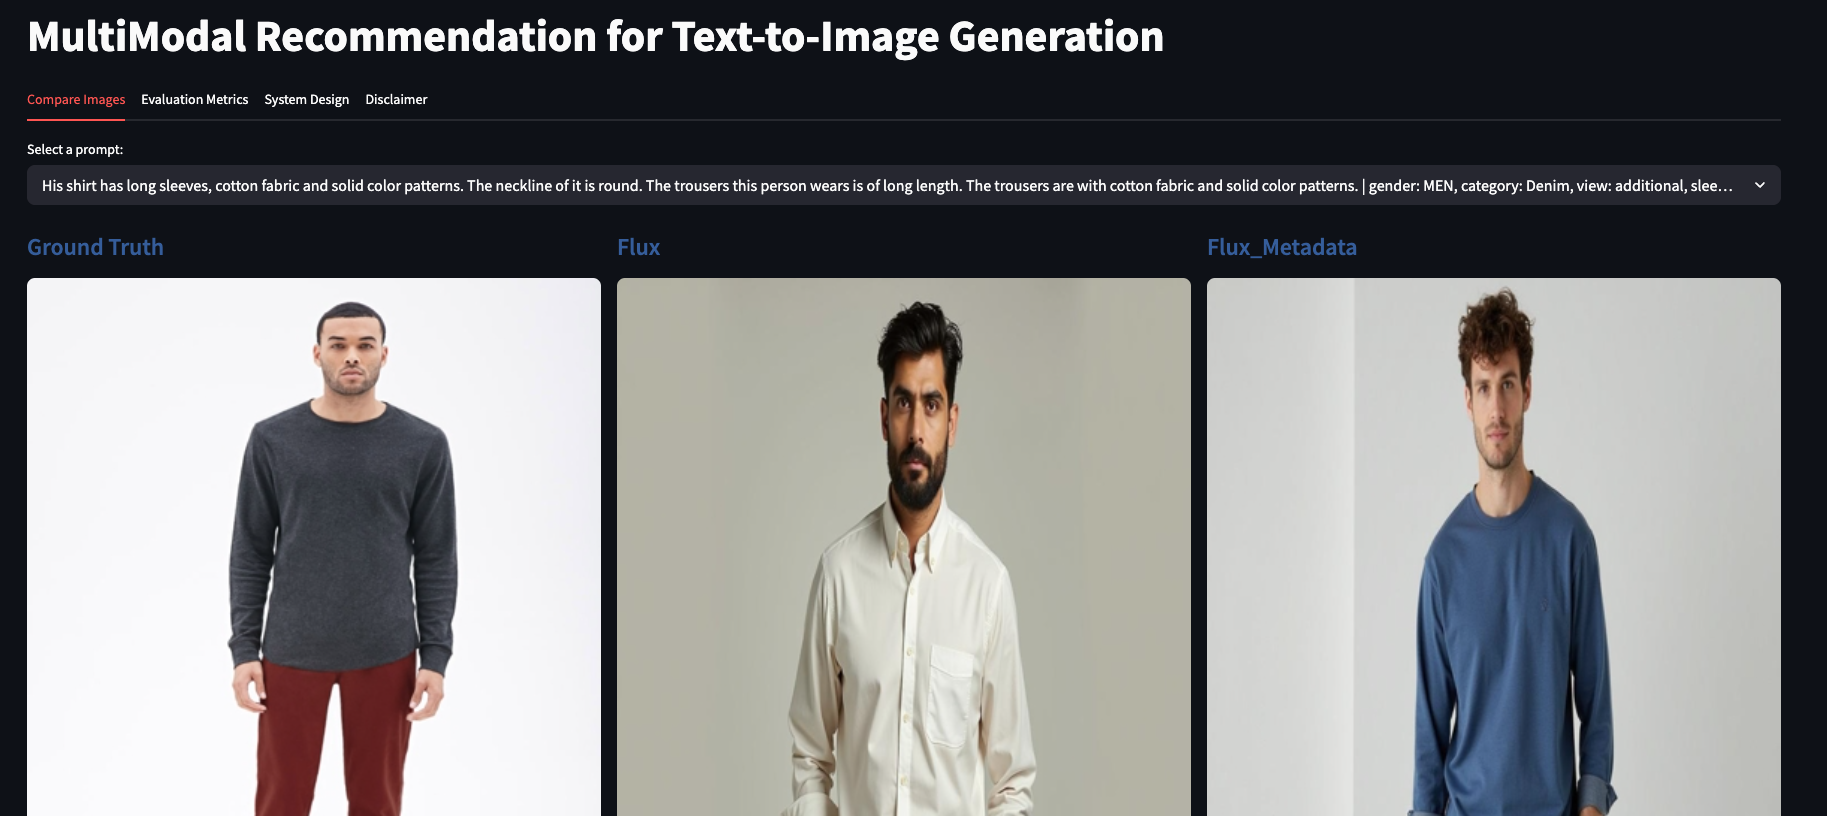 MultiModal Recommendation for Text-to-Image Generation
Compare Images Evaluation Metrics System Design Disclaimer
Select a prompt:
His shirt has long sleeves, cotton fabric and solid color patterns. The neckline of it is round. The trousers this person wears is of long length. The trousers are with cotton fabric and solid color patterns. | gender: MEN, category: Denim, view: additional, slee...
Ground Truth Flux Flux_Metadata